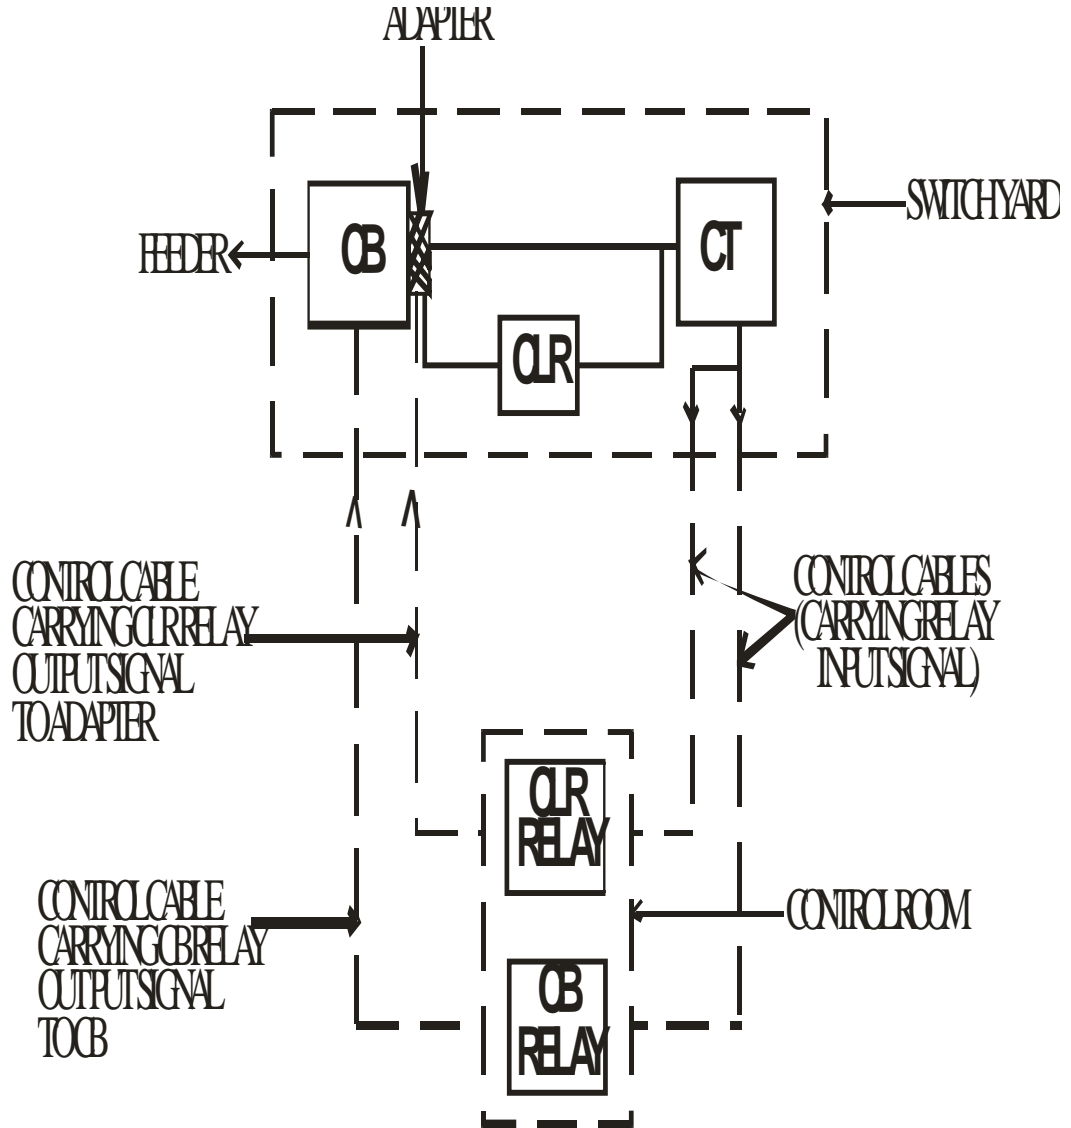 ADAPTER
SWITCHYARD
CB
CT
FEEDER
CLR
CONTROL CABLE
CARRYING CLR RELAY
OUTPUT SIGNAL
TO ADAPTER
CONTROL CABLES
(CARRYING RELAY
INPUT SIGNAL)
CLR
RELAY
CONTROL CABLE
CARRYING CB RELAY
OUTPUT SIGNAL
TO CB
CONTROL ROOM
CB
RELAY